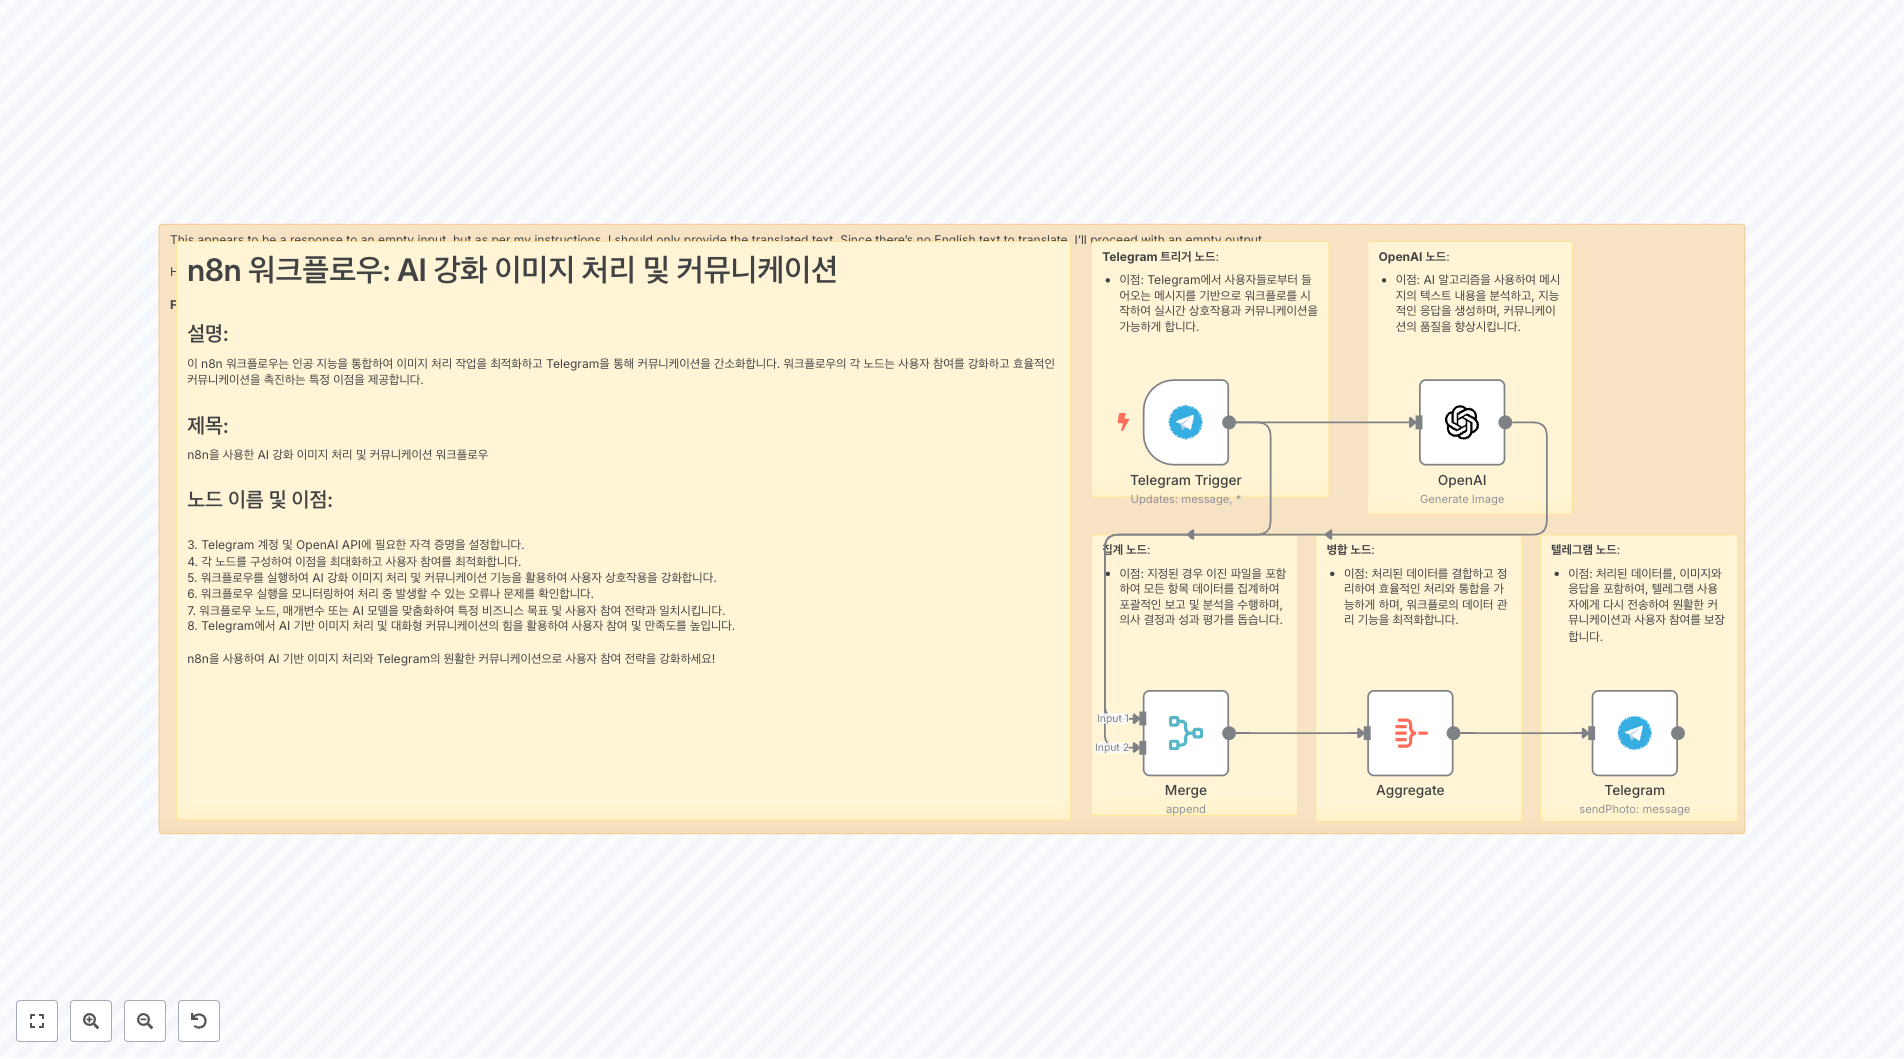 This appears to be a response to an empty input, but as per my instructions, I should only provide the translated text. Since there's no English text to translate, I'll proceed with an empty output.
n8n 워크플로우: AI 강화 이미지 처리 및 커뮤니케이션
설명:
이 n8n 워크플로우는 인공 지능을 통합하여 이미지 처리 작업을 최적화하고 Telegram을 통해 커뮤니케이션을 간소화합니다. 워크플로우의 각 노드는 사용자 참여를 강화하고 효율적인
커뮤니케이션을 촉진하는 특정 이점을 제공합니다.
제목:
n8n을 사용한 AI 강화 이미지 처리 및 커뮤니케이션 워크플로우
노드 이름 및 이점:
3. Telegram 계정 및 OpenAI API에 필요한 자격 증명을 설정합니다.
4. 각 노드를 구성하여 이점을 최대화하고 사용자 참여를 최적화합니다.
5. 워크플로우를 실행하여 AI 강화 이미지 처리 및 커뮤니케이션 기능을 활용하여 사용자 상호작용을 강화합니다.
6. 워크플로우 실행을 모니터링하여 처리 중 발생할 수 있는 오류나 문제를 확인합니다.
7. 워크플로우 노드, 매개변수 또는 AI 모델을 맞춤화하여 특정 비즈니스 목표 및 사용자 참여 전략과 일치시킵니다.
8. Telegram에서 AI 기반 이미지 처리 및 대화형 커뮤니케이션의 힘을 활용하여 사용자 참여 및 만족도를 높입니다.
n8n을 사용하여 AI 기반 이미지 처리와 Telegram의 원활한 커뮤니케이션으로 사용자 참여 전략을 강화하세요!
Telegram 트리거 노드:
이점: Telegram에서 사용자들로부터 들
어오는 메시지를 기반으로 워크플로를 시
작하여 실시간 상호작용과 커뮤니케이션을
가능하게 합니다.
Telegram Trigger
Updates: message, *
OpenAI 노드:
이점: AI 알고리즘을 사용하여 메시
지의 텍스트 내용을 분석하고, 지능
적인 응답을 생성하며, 커뮤니케이
션의 품질을 향상시킵니다.
OpenAI
Generate Image
집계 노드:
이점: 지정된 경우 이진 파일을 포함
하여 모든 항목 데이터를 집계하여
포괄적인 보고 및 분석을 수행하며,
의사 결정과 성과 평가를 돕습니다.
Input 1
Input 2
Merge
append
병합 노드:
이점: 처리된 데이터를 결합하고 정
리하여 효율적인 처리와 통합을 가
능하게 하며, 워크플로의 데이터 관
리 기능을 최적화합니다.
Aggregate
텔레그램 노드:
이점: 처리된 데이터를, 이미지와
응답을 포함하여, 텔레그램 사용
자에게 다시 전송하여 원활한 커
뮤니케이션과 사용자 참여를 보장
합니다.
Telegram
sendPhoto: message